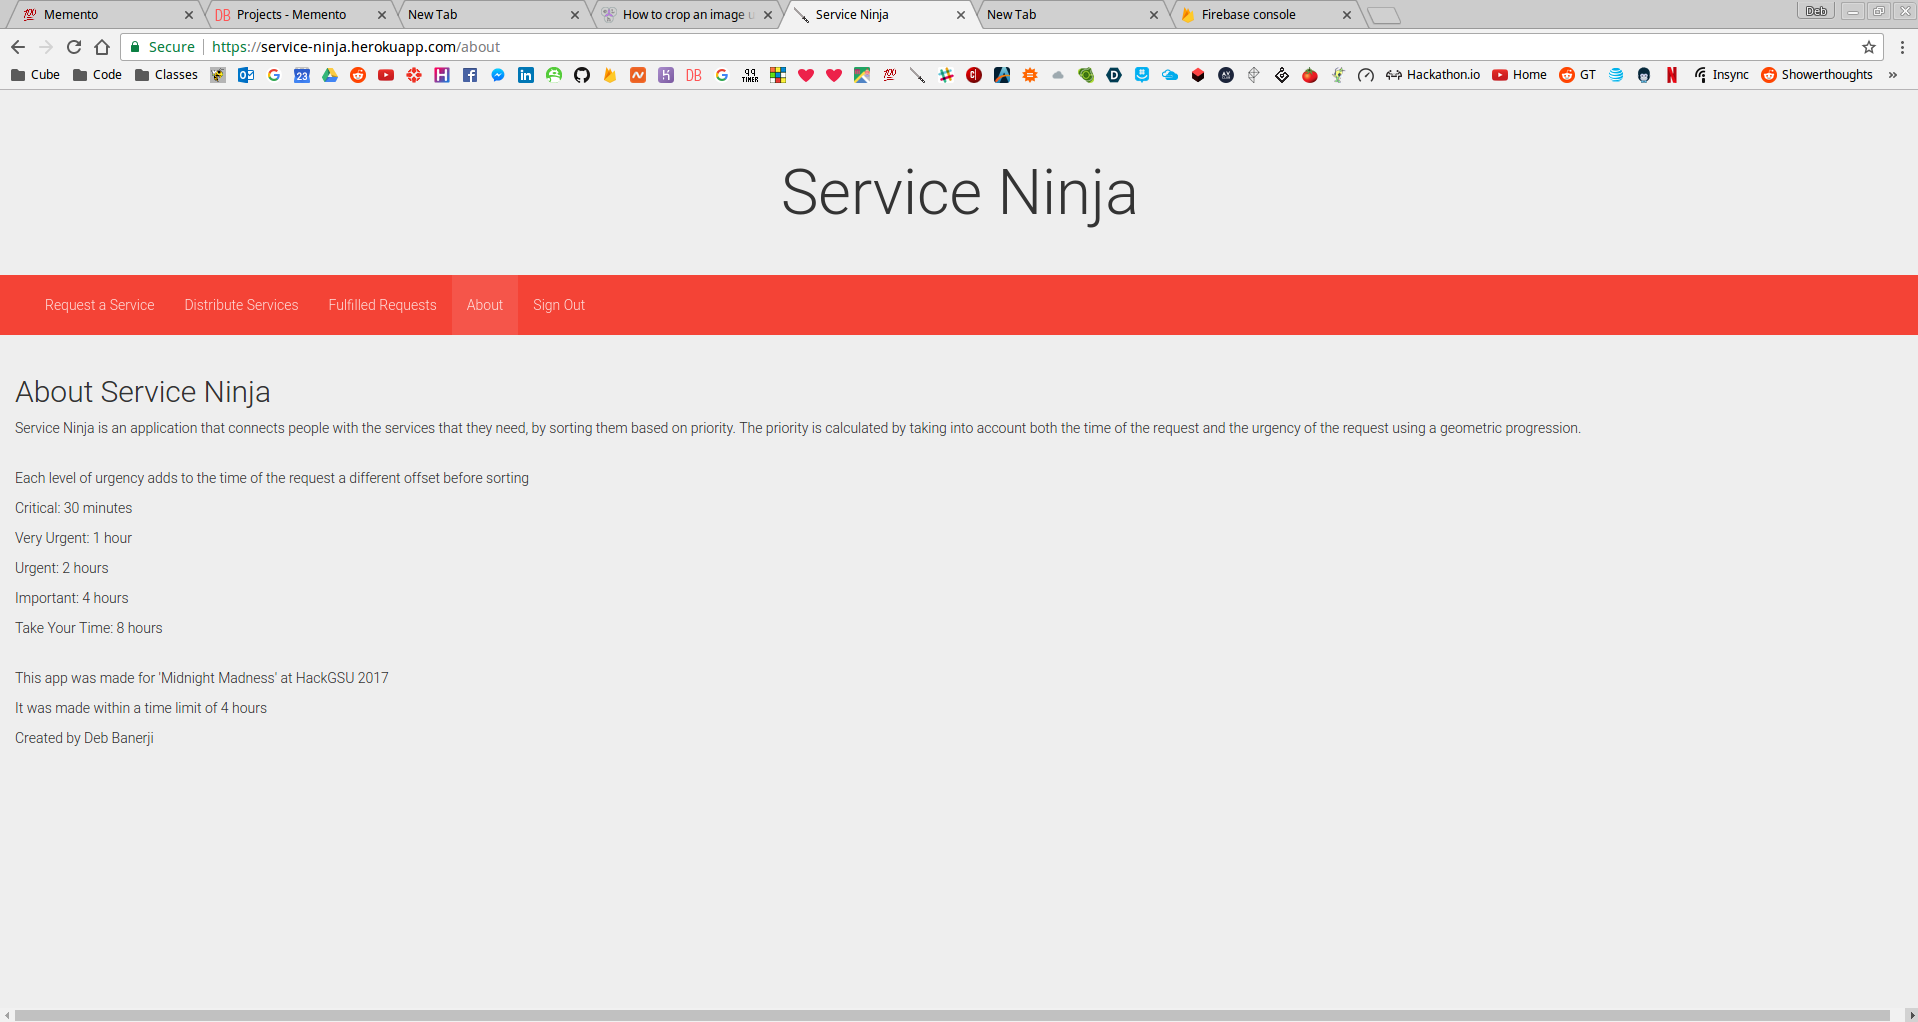 Memento
Projects - Memento
New Tab
How to crop an image u
Service Ninja
New Tab
Firebase console
Deb
Secure
https://service-ninja.herokuapp.com/about
Cube
Code
Classes
23
DB
Hackathon.io
Home
GT
Insync
Showerthoughts
Service Ninja
Request a Service
Distribute Services
Fulfilled Requests
About
Sign Out
About Service Ninja
Service Ninja is an application that connects people with the services that they need, by sorting them based on priority. The priority is calculated by taking into account both the time of the request and the urgency of the request using a geometric progression.
Each level of urgency adds to the time of the request a different offset before sorting
Critical: 30 minutes
Very Urgent: 1 hour
Urgent: 2 hours
Important: 4 hours
Take Your Time: 8 hours
This app was made for 'Midnight Madness' at HackGSU 2017
It was made within a time limit of 4 hours
Created by Deb Banerji